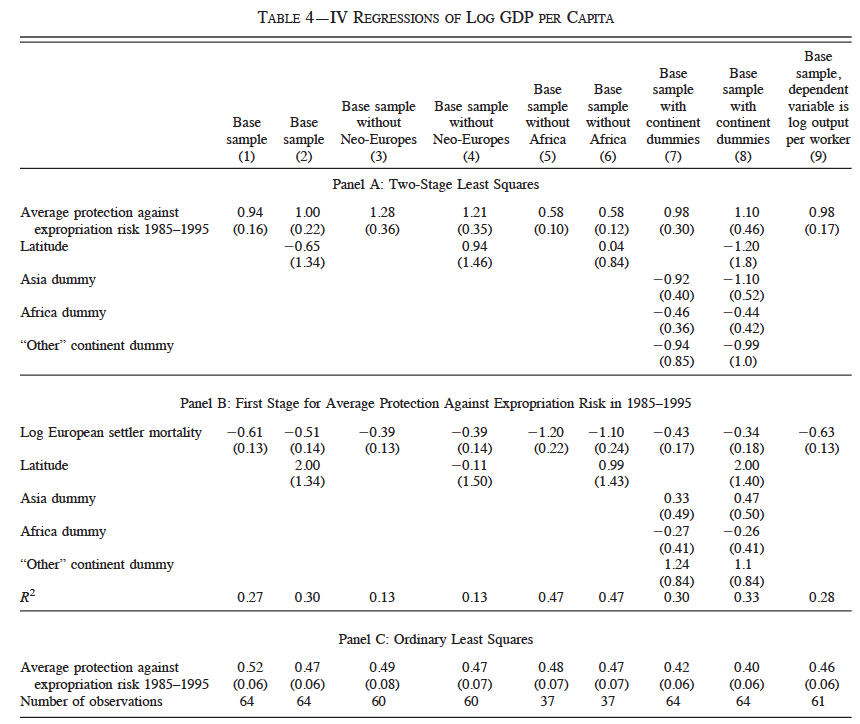 TABLE 4—IV REGRESSIONS OF LOG GDP PER CAPITA
Base
Base Base sample,
Base Base sample sample dependent
Base sample Base sample sample sample with with variable is
Base Base without without without without continent continent log output
sample sample Neo-Europes Neo-Europes Africa Africa dummies dummies per worker
(1) (2) (3) (4) (5) (6) (7) (8) (9)
Panel A: Two-Stage Least Squares
Average protection against 0.94 1.00 1.28 1.21 0.58 0.58 0.98 1.10 0.98
expropriation risk 1985–1995 (0.16) (0.22) (0.36) (0.35) (0.10) (0.12) (0.30) (0.46) (0.17)
Latitude −0.65 0.94 0.04 −1.20
(1.34) (1.46) (0.84) (1.8)
Asia dummy −0.92 −1.10
(0.40) (0.52)
Africa dummy −0.46 −0.44
(0.36) (0.42)
“Other” continent dummy −0.94 −0.99
(0.85) (1.0)
Panel B: First Stage for Average Protection Against Expropriation Risk in 1985–1995
Log European settler mortality −0.61 −0.51 −0.39 −0.39 −1.20 −1.10 −0.43 −0.34 −0.63
(0.13) (0.14) (0.13) (0.14) (0.22) (0.24) (0.17) (0.18) (0.13)
Latitude 2.00 −0.11 0.99 2.00
(1.34) (1.50) (1.43) (1.40)
Asia dummy 0.33 0.47
(0.49) (0.50)
Africa dummy −0.27 −0.26
(0.41) (0.41)
“Other” continent dummy 1.24 1.1
(0.84) (0.84)
R² 0.27 0.30 0.13 0.13 0.47 0.47 0.30 0.33 0.28
Panel C: Ordinary Least Squares
Average protection against 0.52 0.47 0.49 0.47 0.48 0.47 0.42 0.40 0.46
expropriation risk 1985–1995 (0.06) (0.06) (0.08) (0.07) (0.07) (0.07) (0.06) (0.06) (0.06)
Number of observations 64 64 60 60 37 37 64 64 61